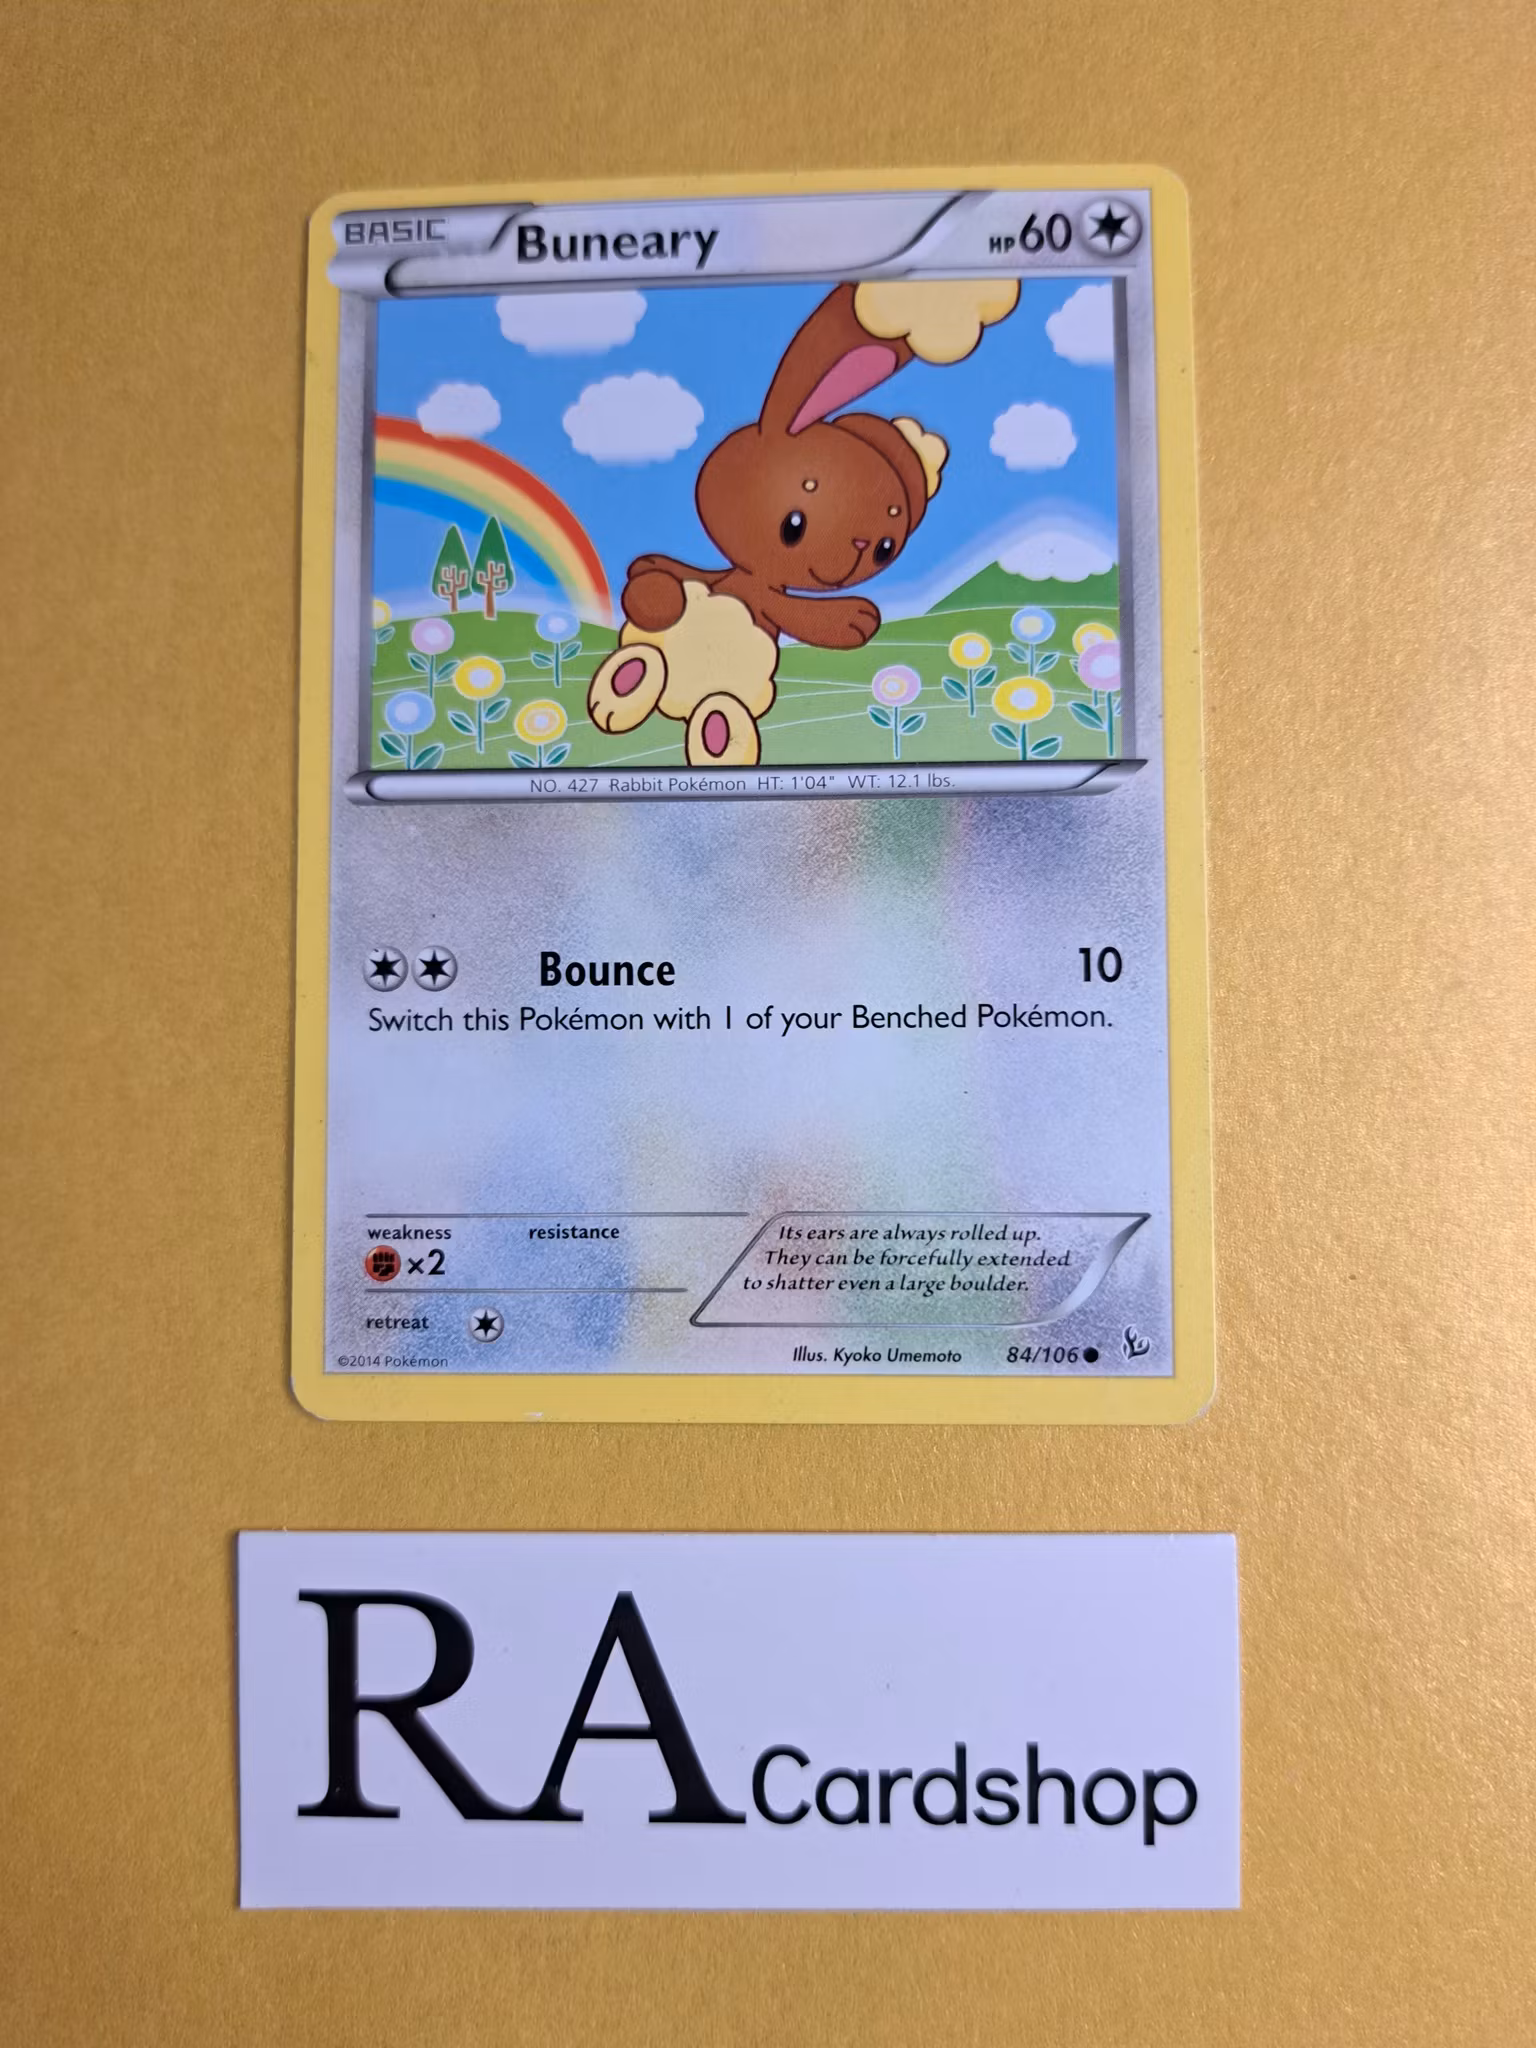 BASIC Buneary HP60
NO. 427 Rabbit Pokémon HT: 1'04" WT: 12.1 lbs.
Bounce 10
Switch this Pokémon with 1 of your Benched Pokémon.
weakness resistance
×2
retreat
Its ears are always rolled up.
They can be forcefully extended
to shatter even a large boulder.
©2014 Pokémon Illus. Kyoko Umemoto 84/106
RA Cardshop